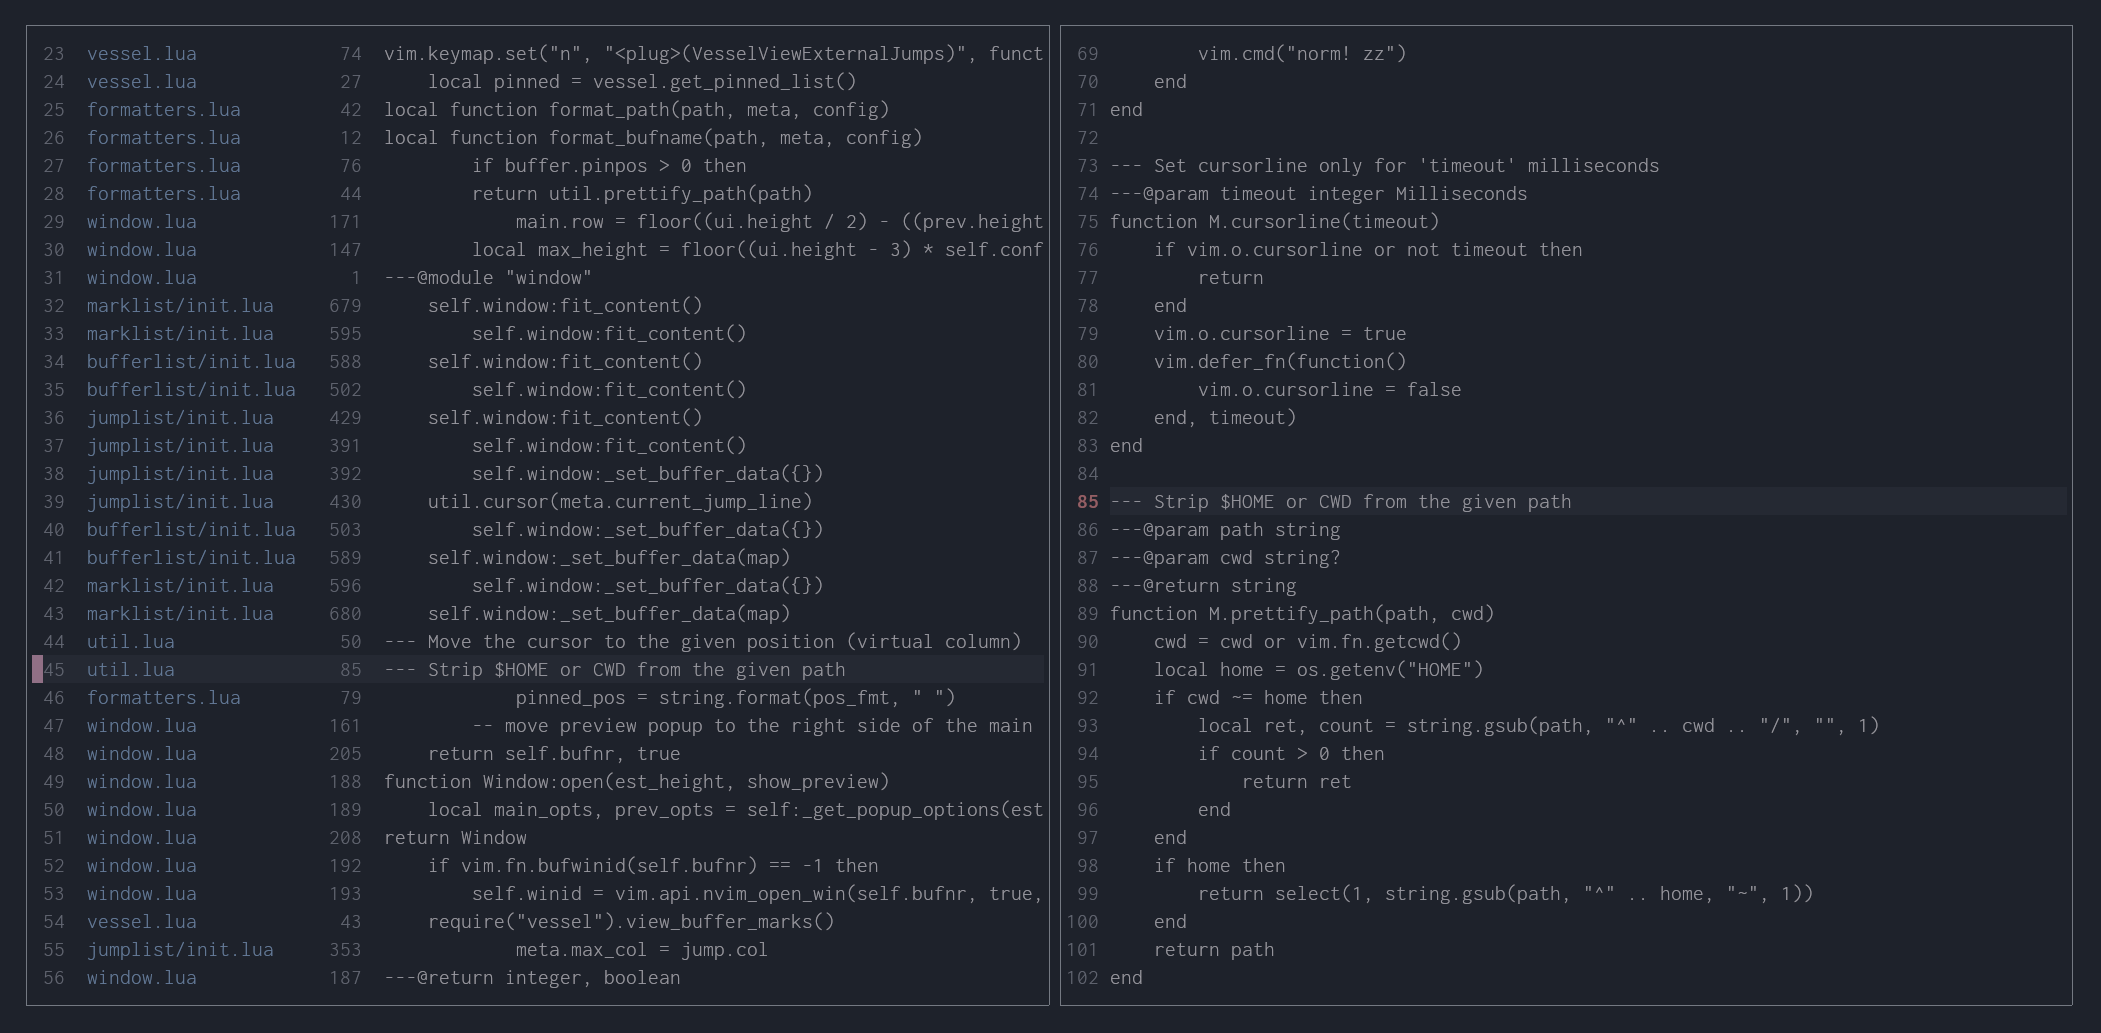 23  vessel.lua             74  vim.keymap.set("n", "<plug>(VesselViewExternalJumps)", funct
24  vessel.lua             27      local pinned = vessel.get_pinned_list()
25  formatters.lua         42  local function format_path(path, meta, config)
26  formatters.lua         12  local function format_bufname(path, meta, config)
27  formatters.lua         76          if buffer.pinpos > 0 then
28  formatters.lua         44          return util.prettify_path(path)
29  window.lua            171              main.row = floor((ui.height / 2) - ((prev.height
30  window.lua            147          local max_height = floor((ui.height - 3) * self.conf
31  window.lua              1  ---@module "window"
32  marklist/init.lua     679      self.window:fit_content()
33  marklist/init.lua     595          self.window:fit_content()
34  bufferlist/init.lua   588      self.window:fit_content()
35  bufferlist/init.lua   502          self.window:fit_content()
36  jumplist/init.lua     429      self.window:fit_content()
37  jumplist/init.lua     391          self.window:fit_content()
38  jumplist/init.lua     392          self.window:_set_buffer_data({})
39  jumplist/init.lua     430      util.cursor(meta.current_jump_line)
40  bufferlist/init.lua   503          self.window:_set_buffer_data({})
41  bufferlist/init.lua   589      self.window:_set_buffer_data(map)
42  marklist/init.lua     596          self.window:_set_buffer_data({})
43  marklist/init.lua     680      self.window:_set_buffer_data(map)
44  util.lua               50  --- Move the cursor to the given position (virtual column)
45  util.lua               85  --- Strip $HOME or CWD from the given path
46  formatters.lua         79              pinned_pos = string.format(pos_fmt, " ")
47  window.lua            161          -- move preview popup to the right side of the main
48  window.lua            205      return self.bufnr, true
49  window.lua            188  function Window:open(est_height, show_preview)
50  window.lua            189      local main_opts, prev_opts = self:_get_popup_options(est
51  window.lua            208  return Window
52  window.lua            192      if vim.fn.bufwinid(self.bufnr) == -1 then
53  window.lua            193          self.winid = vim.api.nvim_open_win(self.bufnr, true,
54  vessel.lua             43      require("vessel").view_buffer_marks()
55  jumplist/init.lua     353              meta.max_col = jump.col
56  window.lua            187  ---@return integer, boolean
69         vim.cmd("norm! zz")
70     end
71 end
72
73 --- Set cursorline only for 'timeout' milliseconds
74 ---@param timeout integer Milliseconds
75 function M.cursorline(timeout)
76     if vim.o.cursorline or not timeout then
77         return
78     end
79     vim.o.cursorline = true
80     vim.defer_fn(function()
81         vim.o.cursorline = false
82     end, timeout)
83 end
84
85 --- Strip $HOME or CWD from the given path
86 ---@param path string
87 ---@param cwd string?
88 ---@return string
89 function M.prettify_path(path, cwd)
90     cwd = cwd or vim.fn.getcwd()
91     local home = os.getenv("HOME")
92     if cwd ~= home then
93         local ret, count = string.gsub(path, "^" .. cwd .. "/", "", 1)
94         if count > 0 then
95             return ret
96         end
97     end
98     if home then
99         return select(1, string.gsub(path, "^" .. home, "~", 1))
100     end
101     return path
102 end